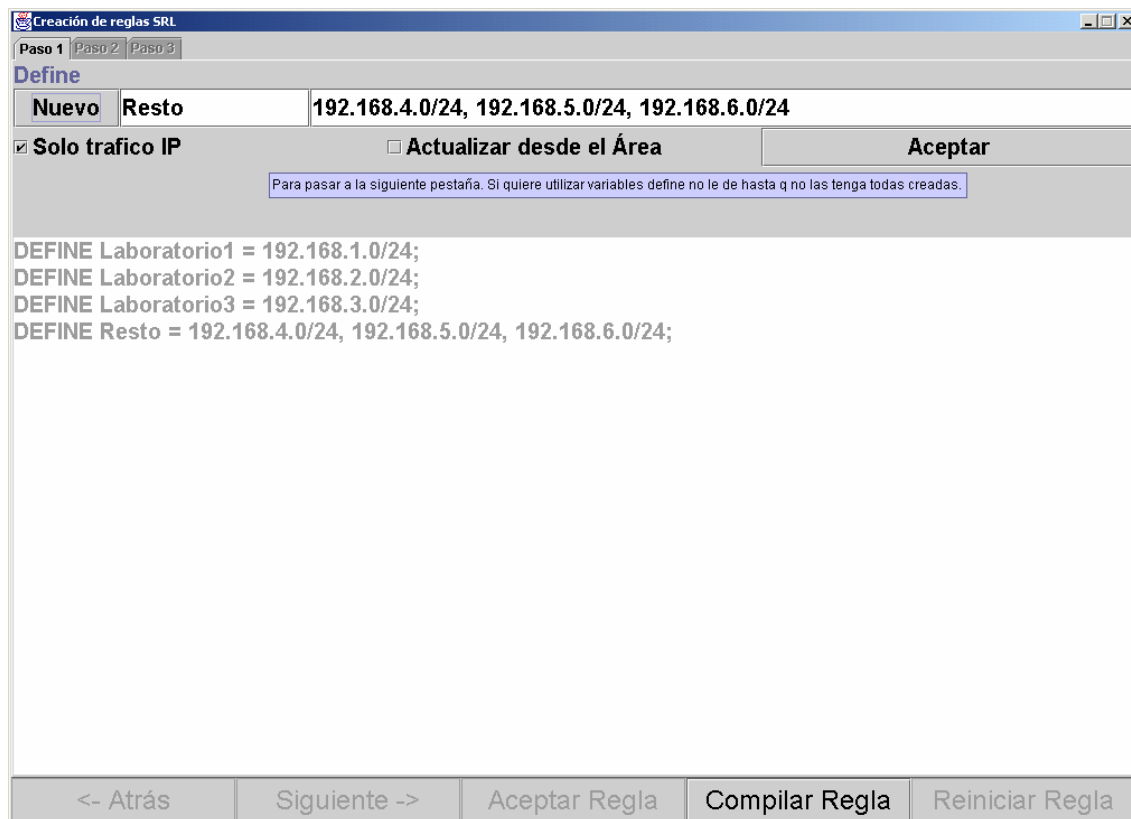 Creación de reglas SRL
Paso 1 Paso 2 Paso 3
Define
Nuevo Resto 192.168.4.0/24, 192.168.5.0/24, 192.168.6.0/24
Solo trafico IP Actualizar desde el Área Aceptar
Para pasar a la siguiente pestaña. Si quiere utilizar variables define no le de hasta q no las tenga todas creadas.
DEFINE Laboratorio1 = 192.168.1.0/24;
DEFINE Laboratorio2 = 192.168.2.0/24;
DEFINE Laboratorio3 = 192.168.3.0/24;
DEFINE Resto = 192.168.4.0/24, 192.168.5.0/24, 192.168.6.0/24;
<- Atrás Siguiente -> Aceptar Regla Compilar Regla Reiniciar Regla